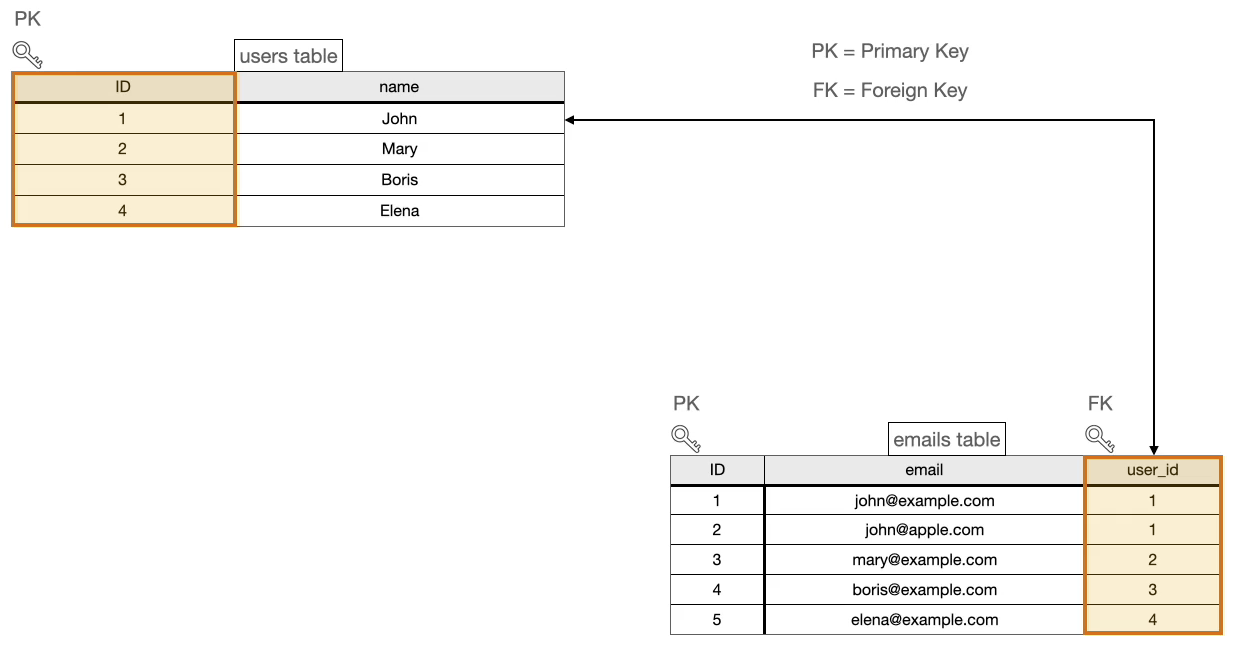 PK
users table
PK = Primary Key
FK = Foreign Key
ID name
1 John
2 Mary
3 Boris
4 Elena
PK
FK
emails table
ID email user_id
1 john@example.com 1
2 john@apple.com 1
3 mary@example.com 2
4 boris@example.com 3
5 elena@example.com 4